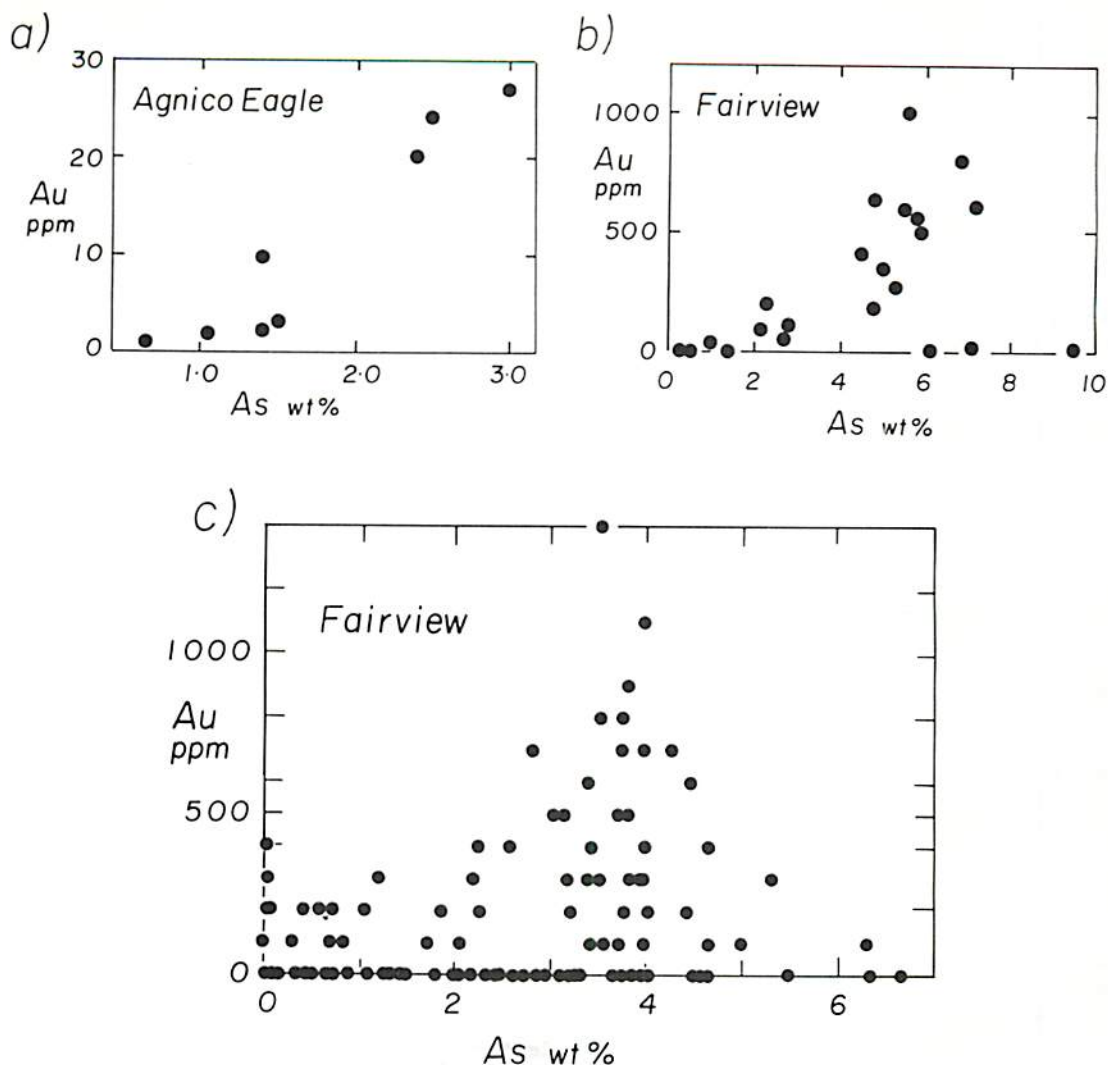 a)
30
Agnico Eagle
20
Au
ppm
10
0
1·0 2·0 3·0
As wt%
b)
Fairview
1000
Au
ppm
500
0
0 2 4 6 8 10
As wt%
c)
Fairview
1000
Au
ppm
500
0
0 2 4 6
As wt%